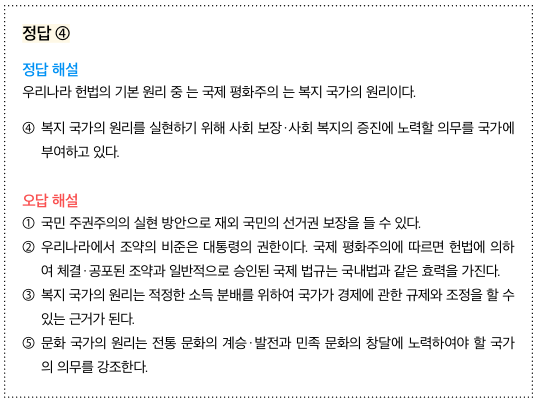 정답 ④
정답 해설
우리나라 헌법의 기본 원리 중 는 국제 평화주의 는 복지 국가의 원리이다.
④ 복지 국가의 원리를 실현하기 위해 사회 보장·사회 복지의 증진에 노력할 의무를 국가에
부여하고 있다.
오답 해설
① 국민 주권주의의 실현 방안으로 재외 국민의 선거권 보장을 들 수 있다.
② 우리나라에서 조약의 비준은 대통령의 권한이다. 국제 평화주의에 따르면 헌법에 의하
여 체결·공포된 조약과 일반적으로 승인된 국제 법규는 국내법과 같은 효력을 가진다.
③ 복지 국가의 원리는 적정한 소득 분배를 위하여 국가가 경제에 관한 규제와 조정을 할 수
있는 근거가 된다.
⑤ 문화 국가의 원리는 전통 문화의 계승·발전과 민족 문화의 창달에 노력하여야 할 국가
의 의무를 강조한다.